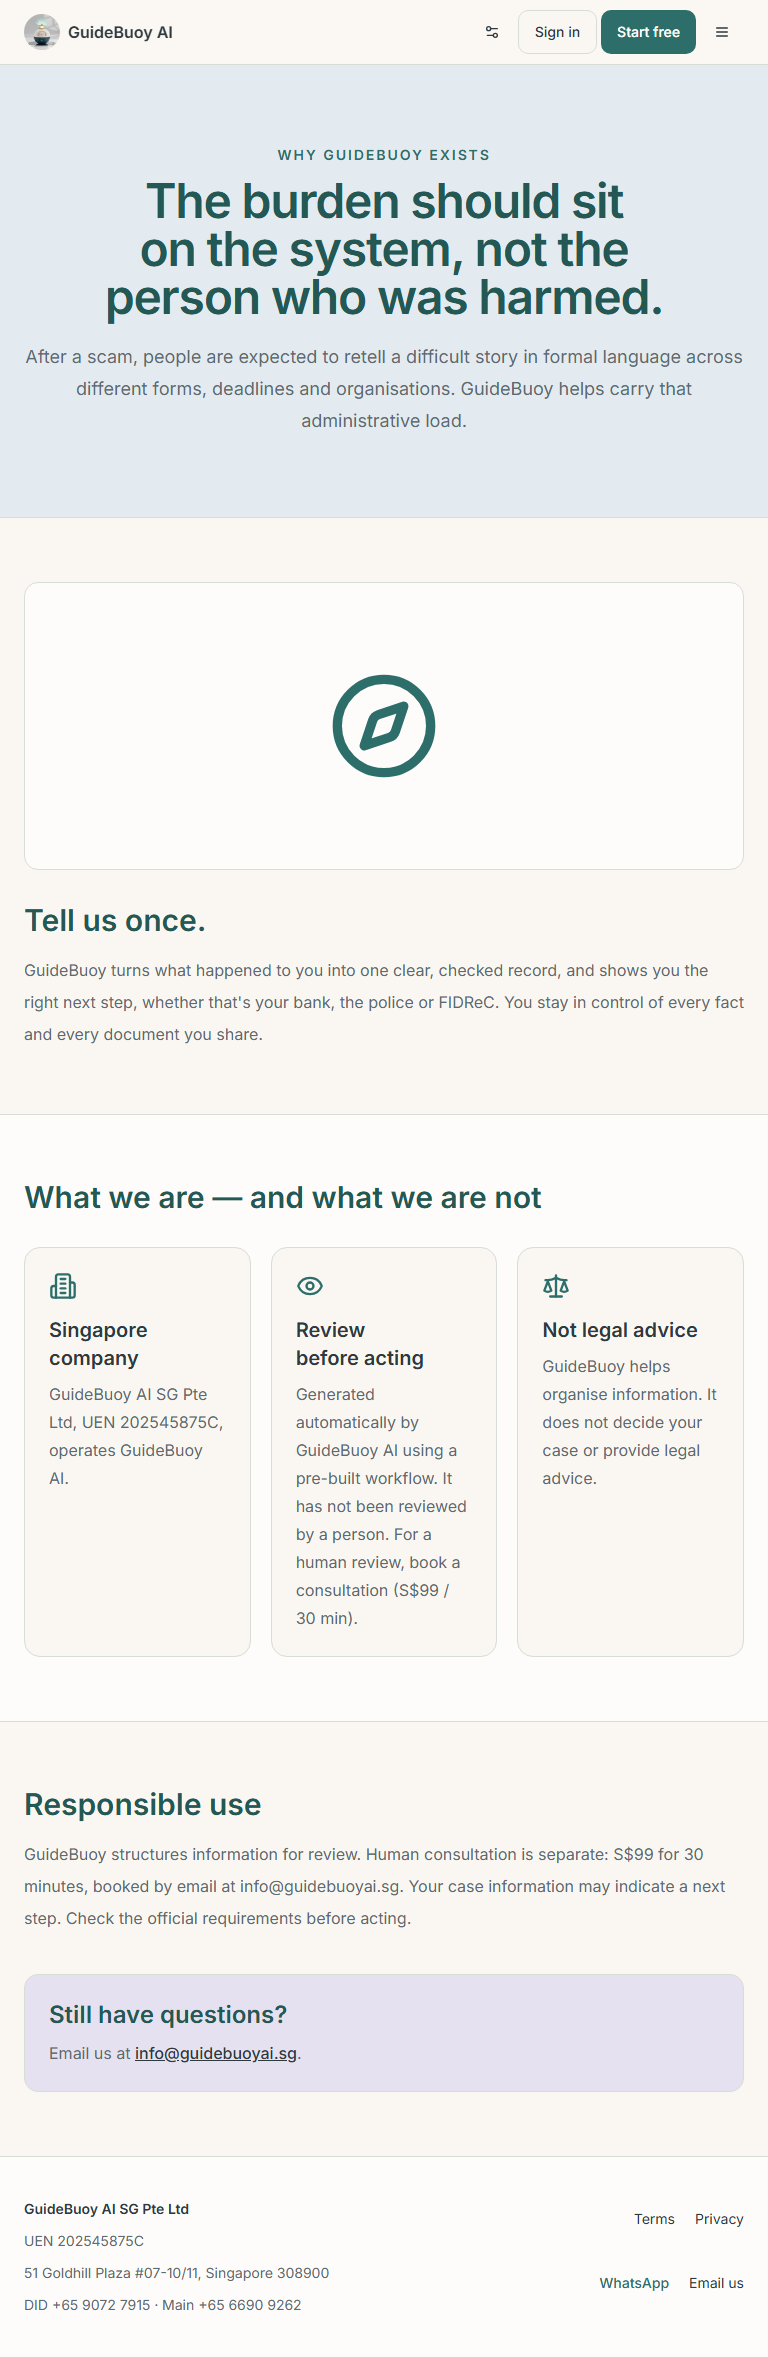 GuideBuoy AI
Sign in
Start free
WHY GUIDEBUOY EXISTS
The burden should sit
on the system, not the
person who was harmed.
After a scam, people are expected to retell a difficult story in formal language across
different forms, deadlines and organisations. GuideBuoy helps carry that
administrative load.
Tell us once.
GuideBuoy turns what happened to you into one clear, checked record, and shows you the
right next step, whether that's your bank, the police or FIDReC. You stay in control of every fact
and every document you share.
What we are — and what we are not
Singapore
company
GuideBuoy AI SG Pte
Ltd, UEN 202545875C,
operates GuideBuoy
AI.
Review
before acting
Generated
automatically by
GuideBuoy AI using a
pre-built workflow. It
has not been reviewed
by a person. For a
human review, book a
consultation (S$99 /
30 min).
Not legal advice
GuideBuoy helps
organise information. It
does not decide your
case or provide legal
advice.
Responsible use
GuideBuoy structures information for review. Human consultation is separate: S$99 for 30
minutes, booked by email at info@guidebuoyai.sg. Your case information may indicate a next
step. Check the official requirements before acting.
Still have questions?
Email us at info@guidebuoyai.sg.
GuideBuoy AI SG Pte Ltd
UEN 202545875C
51 Goldhill Plaza #07-10/11, Singapore 308900
DID +65 9072 7915 · Main +65 6690 9262
Terms
Privacy
WhatsApp
Email us